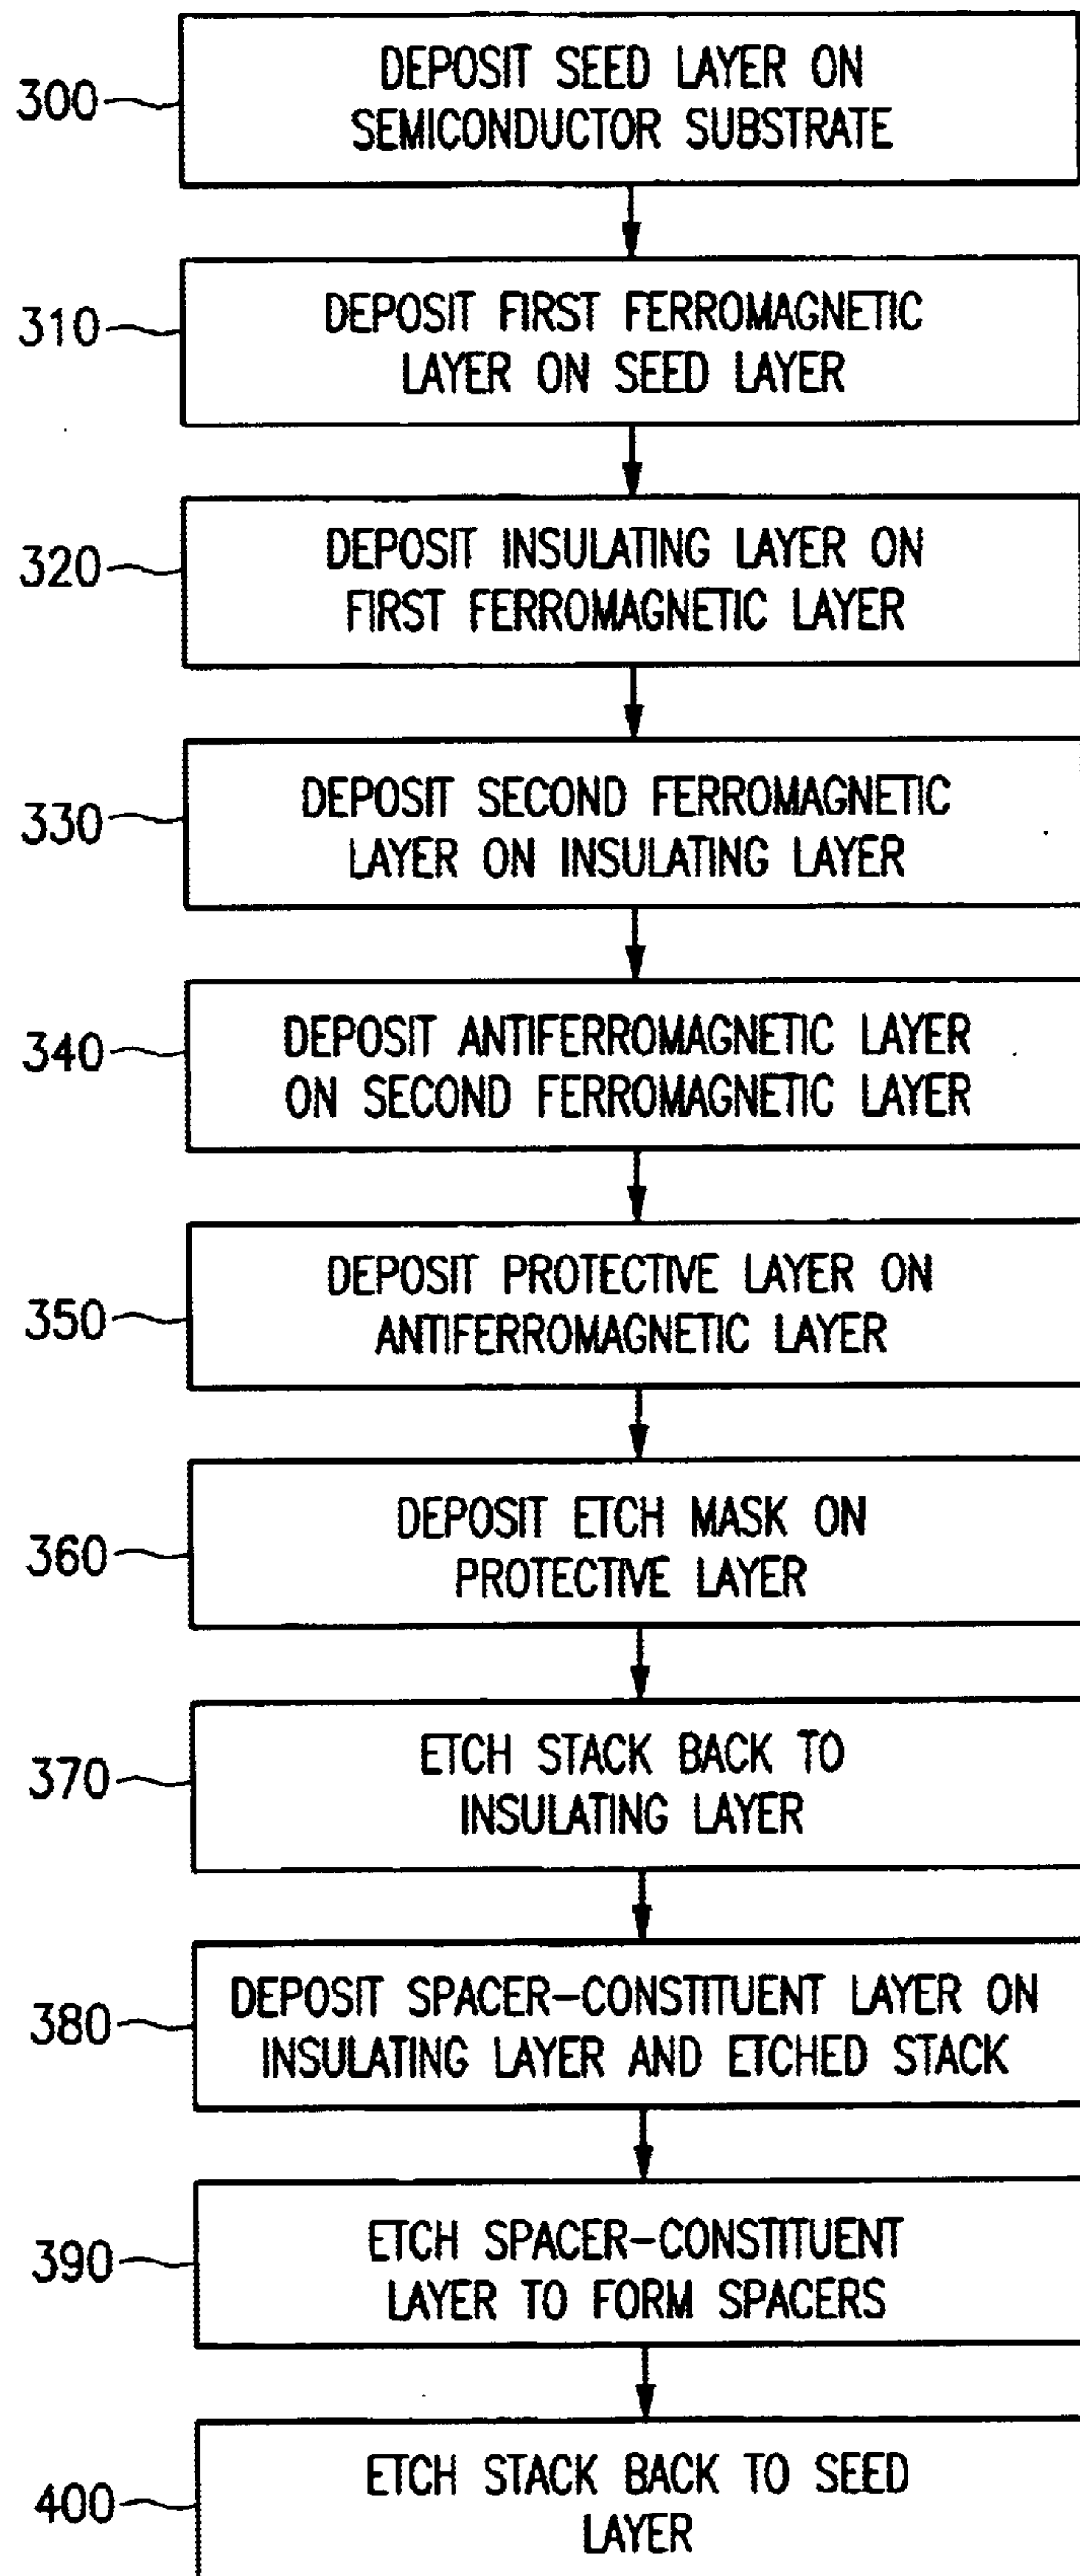 300
DEPOSIT SEED LAYER ON
SEMICONDUCTOR SUBSTRATE
310
DEPOSIT FIRST FERROMAGNETIC
LAYER ON SEED LAYER
320
DEPOSIT INSULATING LAYER ON
FIRST FERROMAGNETIC LAYER
330
DEPOSIT SECOND FERROMAGNETIC
LAYER ON INSULATING LAYER
340
DEPOSIT ANTIFERROMAGNETIC LAYER
ON SECOND FERROMAGNETIC LAYER
350
DEPOSIT PROTECTIVE LAYER ON
ANTIFERROMAGNETIC LAYER
360
DEPOSIT ETCH MASK ON
PROTECTIVE LAYER
370
ETCH STACK BACK TO
INSULATING LAYER
380
DEPOSIT SPACER-CONSTITUENT LAYER ON
INSULATING LAYER AND ETCHED STACK
390
ETCH SPACER-CONSTITUENT
LAYER TO FORM SPACERS
400
ETCH STACK BACK TO SEED
LAYER